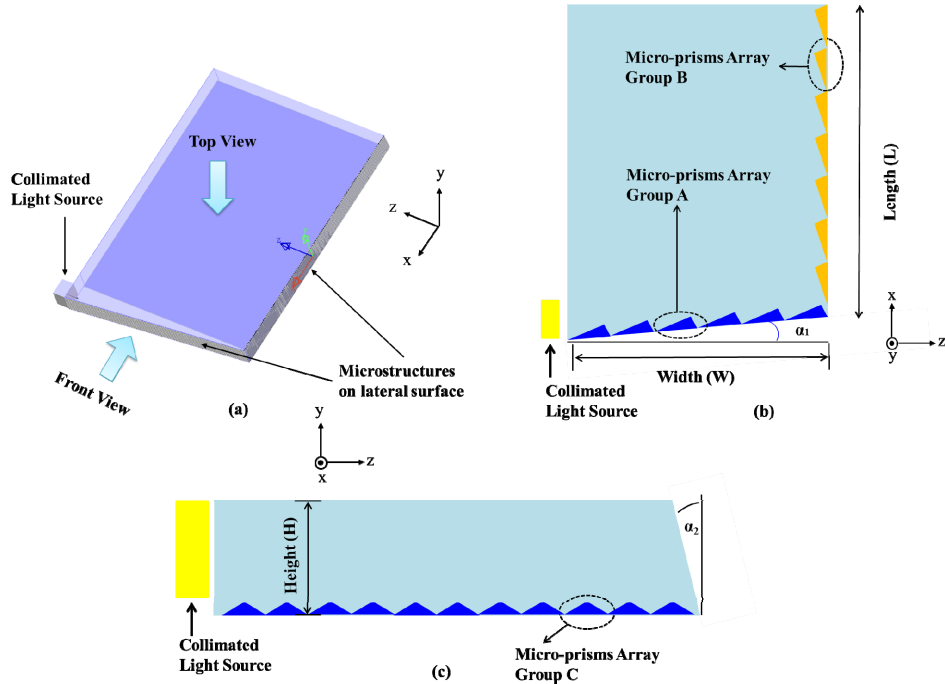 Top View
Collimated
Light Source
y
z
x
z
Front View
Microstructures
on lateral surface
(a)
Micro-prisms Array
Group B
Micro-prisms Array
Group A
Length (L)
α1
x
y
z
Width (W)
Collimated
Light Source
(b)
y
x
z
Height (H)
α2
Collimated
Light Source
Micro-prisms Array
Group C
(c)